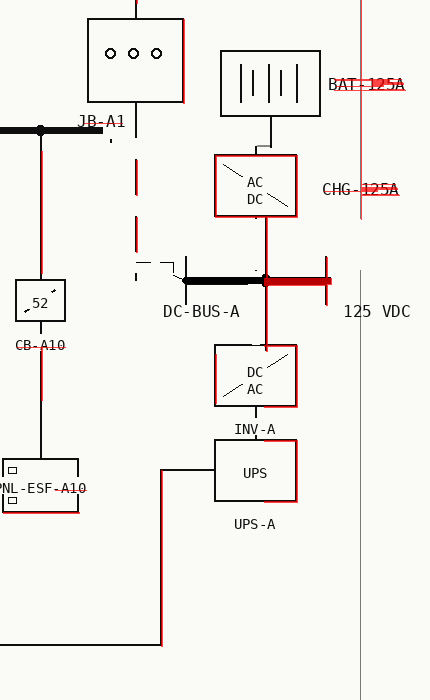 BAT-125A
JB-A1
AC
DC
CHG-125A
52
DC-BUS-A
125 VDC
CB-A10
DC
AC
INV-A
UPS
PNL-ESF-A10
UPS-A